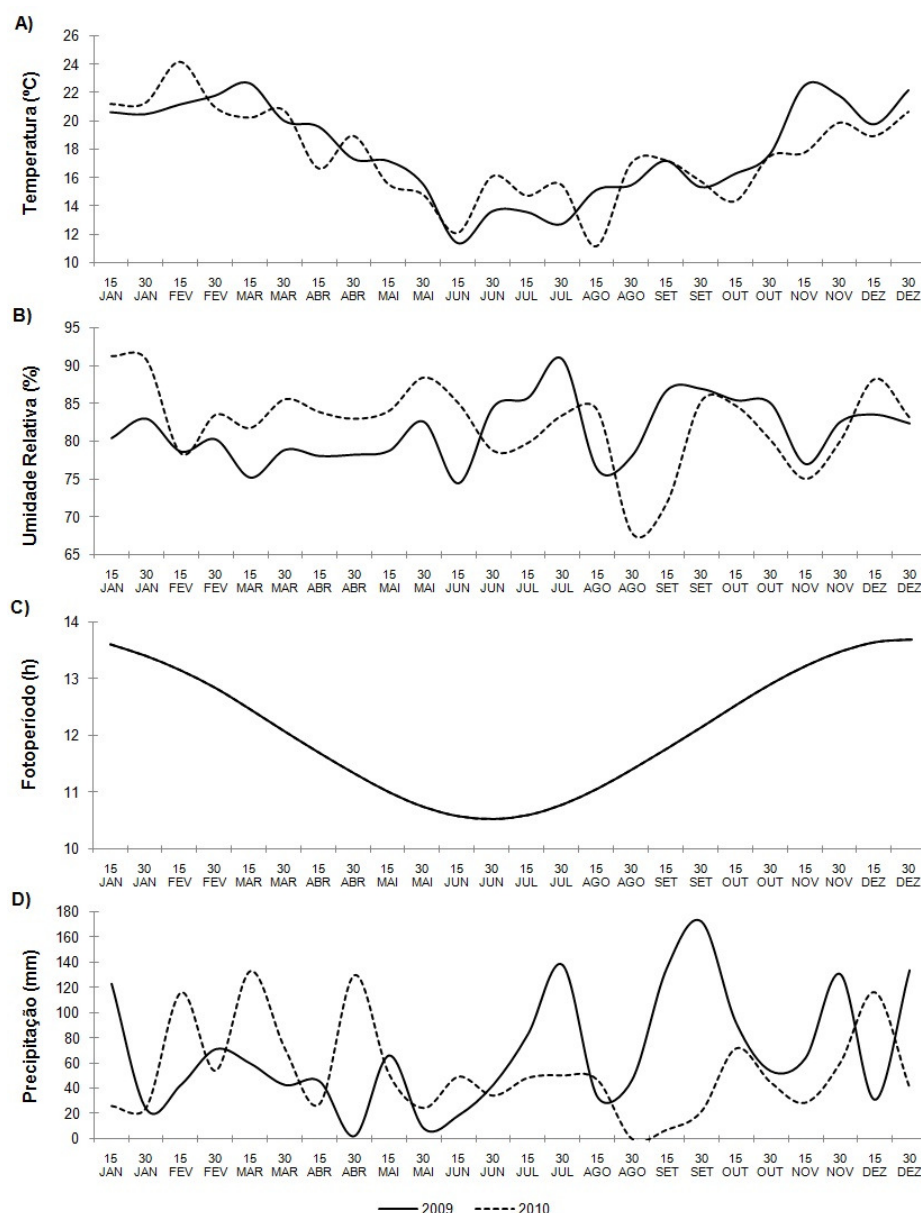 A)
Temperatura (ºC)
26
24
22
20
18
16
14
12
10
15 30 15 30 15 30 15 30 15 30 15 30 15 30 15 30 15 30 15 30 15 30 15 30
JAN JAN FEV FEV MAR MAR ABR ABR MAI MAI JUN JUN JUL JUL AGO AGO SET SET OUT OUT NOV NOV DEZ DEZ
B)
Umidade Relativa (%)
95
90
85
80
75
70
65
15 30 15 30 15 30 15 30 15 30 15 30 15 30 15 30 15 30 15 30 15 30 15 30
JAN JAN FEV FEV MAR MAR ABR ABR MAI MAI JUN JUN JUL JUL AGO AGO SET SET OUT OUT NOV NOV DEZ DEZ
C)
Fotoperíodo (h)
14
13
12
11
10
15 30 15 30 15 30 15 30 15 30 15 30 15 30 15 30 15 30 15 30 15 30 15 30
JAN JAN FEV FEV MAR MAR ABR ABR MAI MAI JUN JUN JUL JUL AGO AGO SET SET OUT OUT NOV NOV DEZ DEZ
D)
Precipitação (mm)
180
160
140
120
100
80
60
40
20
0
15 30 15 30 15 30 15 30 15 30 15 30 15 30 15 30 15 30 15 30 15 30 15 30
JAN JAN FEV FEV MAR MAR ABR ABR MAI MAI JUN JUN JUL JUL AGO AGO SET SET OUT OUT NOV NOV DEZ DEZ
2009 2010